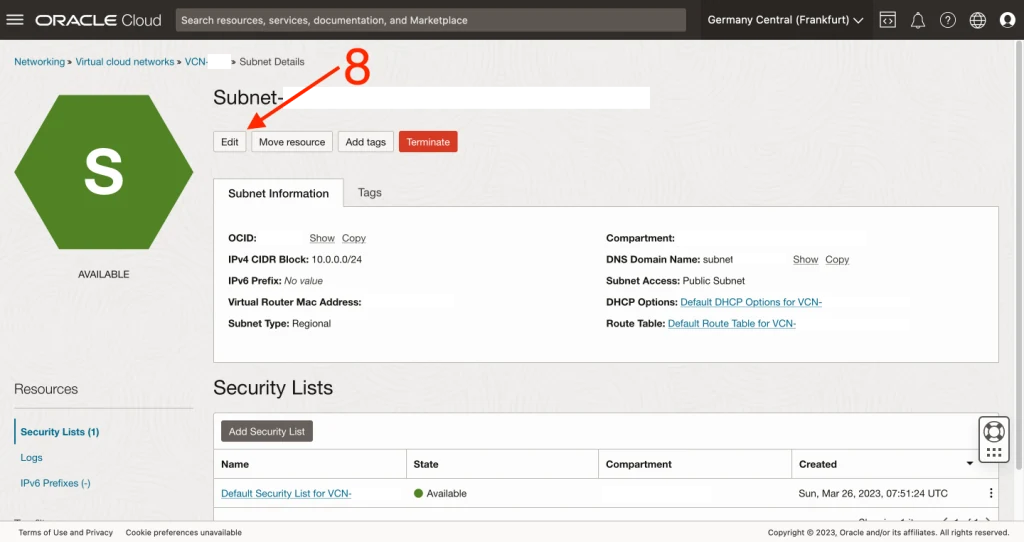 ORACLE Cloud
Search resources, services, documentation, and Marketplace
Germany Central (Frankfurt)
Networking » Virtual cloud networks » VCN- » Subnet Details
8
Subnet-
Edit
Move resource
Add tags
Terminate
S
AVAILABLE
Subnet Information
Tags
OCID: Show Copy
IPv4 CIDR Block: 10.0.0.0/24
IPv6 Prefix: No value
Virtual Router Mac Address:
Subnet Type: Regional
Compartment:
DNS Domain Name: subnet Show Copy
Subnet Access: Public Subnet
DHCP Options: Default DHCP Options for VCN-
Route Table: Default Route Table for VCN-
Resources
Security Lists (1)
Logs
IPv6 Prefixes (-)
Security Lists
Add Security List
Name State Compartment Created
Default Security List for VCN- Available Sun, Mar 26, 2023, 07:51:24 UTC
Terms of Use and Privacy Cookie preferences unavailable
Copyright © 2023, Oracle and/or its affiliates. All rights reserved.